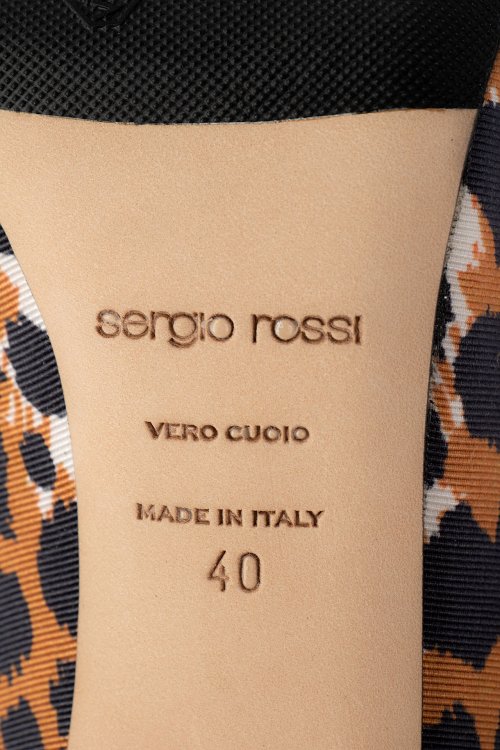 sergio rossi
VERO CUOIO
MADE IN ITALY
40